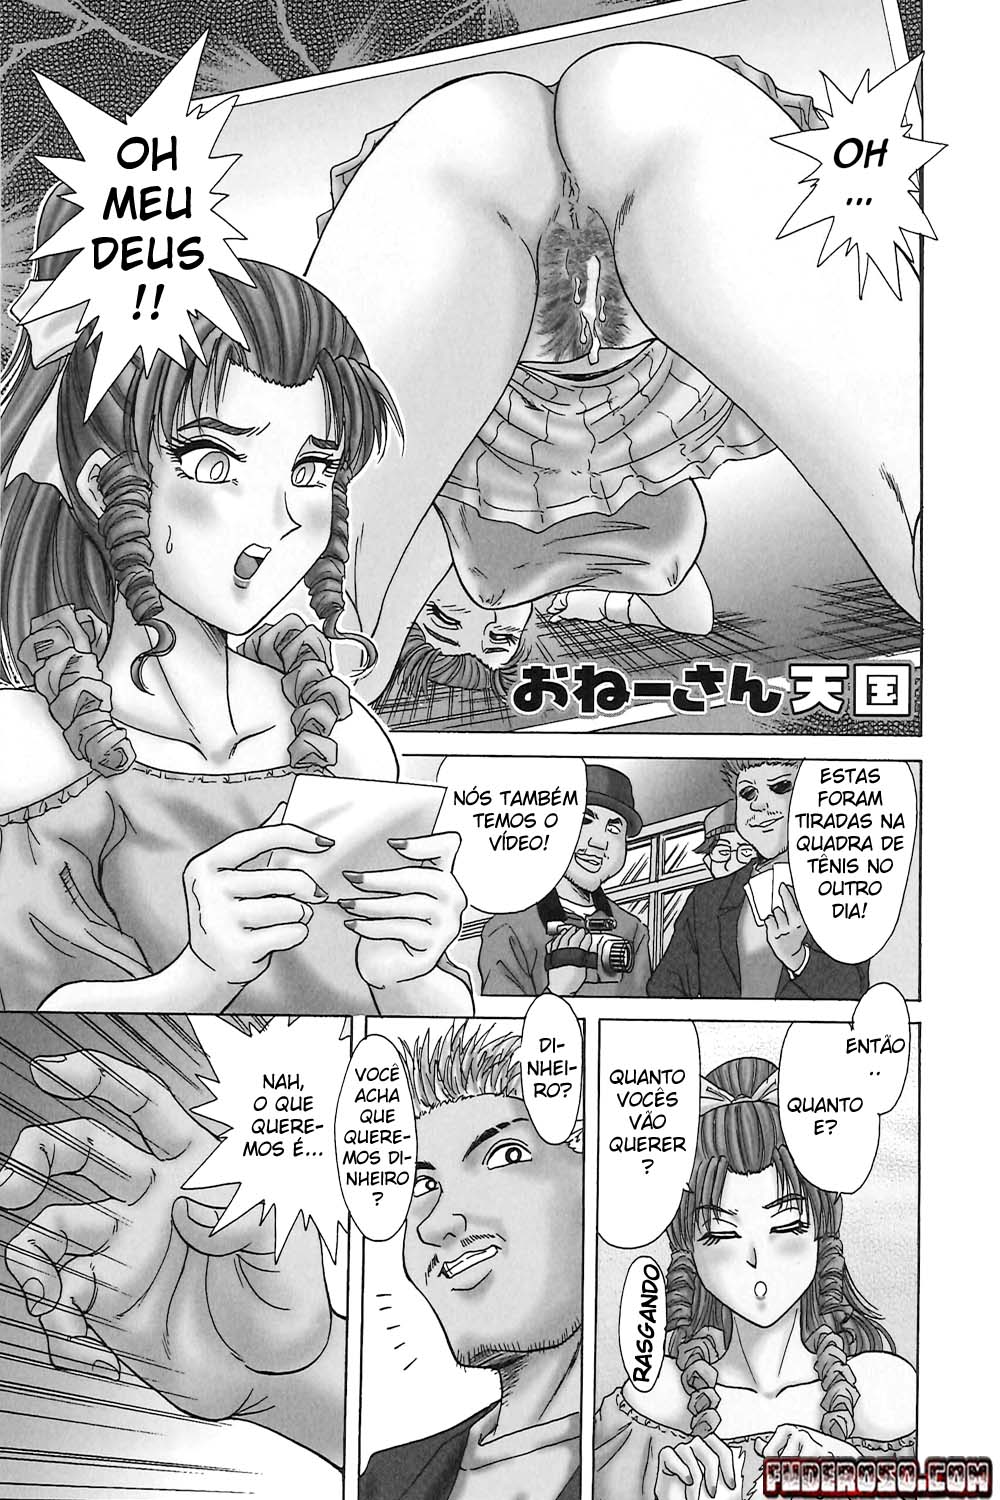 OH
...
OH
MEU
DEUS
!!
おねーさん天国
ESTAS
FORAM
TIRADAS NA
QUADRA DE
TÊNIS NO
OUTRO
DIA!
NÓS TAMBÉM
TEMOS O
VÍDEO!
ENTÃO
..
QUANTO
E?
QUANTO
VOCÊS
VÃO
QUERER
?
RASGANDO
DI-
NHEI-
RO?
VOCÊ
ACHA
QUE
QUERE-
MOS DI-
NHEIRO
?
NAH,
O QUE
QUERE-
MOS É...
FUDEROSO.COM
FUDEROSO.COM